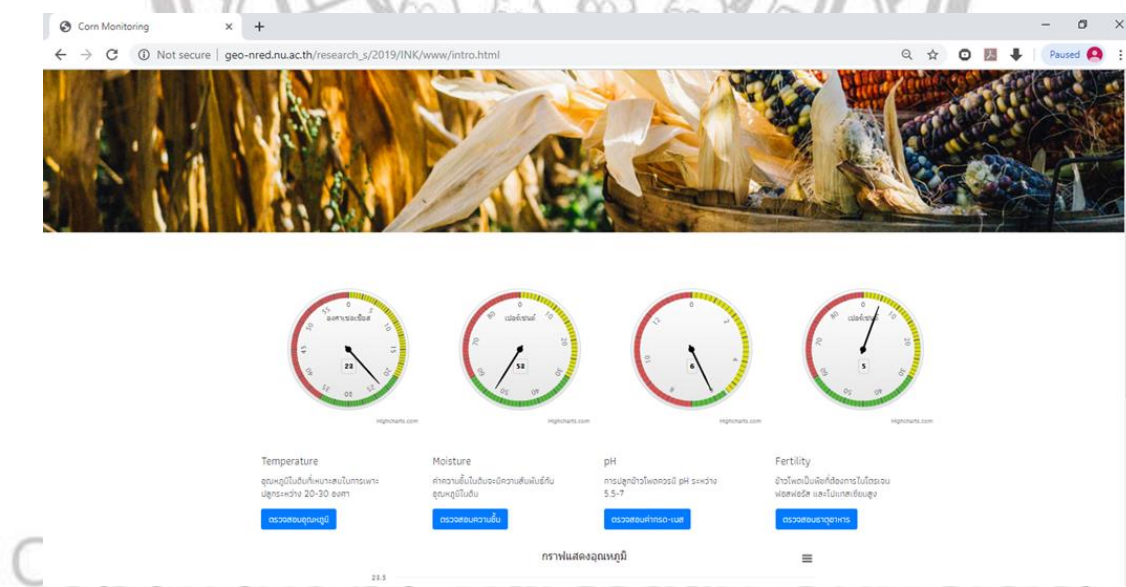 Corn Monitoring
Not secure | geo-nred.nu.ac.th/research_s/2019/INK/www/intro.html
Paused
องศาเซลเซียส
เปอร์เซนต์
เปอร์เซนต์
28
58
6
5
Highcharts.com
Highcharts.com
Highcharts.com
Highcharts.com
Temperature
Moisture
pH
Fertility
อุณหภูมิในดินที่เหมาะสมในการเพาะ
ปลูกระหว่าง 20-30 องศา
ค่าความชื้นในดินจะมีความสัมพันธ์กับ
อุณหภูมิในดิน
การปลูกข้าวโพดควรมี pH ระหว่าง
5.5-7
ข้าวโพดเป็นพืชที่ต้องการไนโตรเจน
ฟอสฟอรัส และโปแทสเซียมสูง
ตรวจสอบอุณหภูมิ
ตรวจสอบความชื้น
ตรวจสอบค่ากรด-เบส
ตรวจสอบธาตุอาหาร
กราฟแสดงอุณหภูมิ
23.5